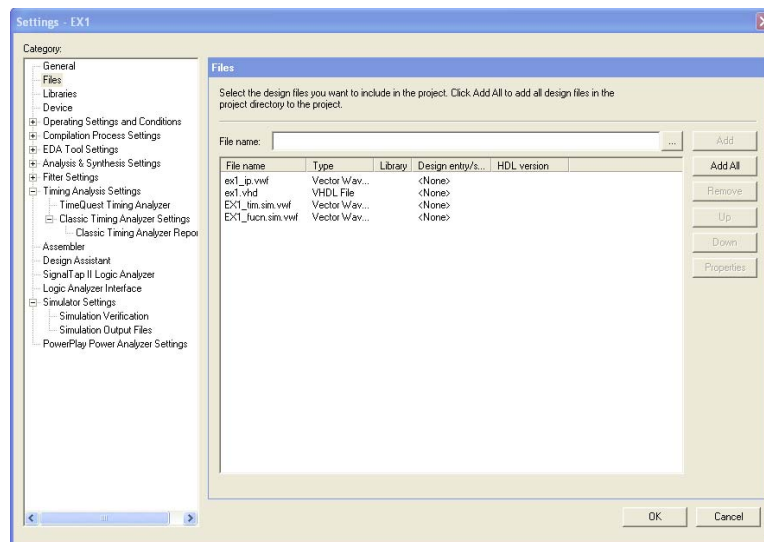 Settings - EX1
Category:
General
Files
Libraries
Device
Operating Settings and Conditions
Compilation Process Settings
EDA Tool Settings
Analysis & Synthesis Settings
Fitter Settings
Timing Analysis Settings
TimeQuest Timing Analyzer
Classic Timing Analyzer Settings
Classic Timing Analyzer Repor
Assembler
Design Assistant
SignalTap II Logic Analyzer
Logic Analyzer Interface
Simulator Settings
Simulation Verification
Simulation Output Files
PowerPlay Power Analyzer Settings
Files
Select the design files you want to include in the project. Click Add All to add all design files in the
project directory to the project.
File name: ... Add
File name Type Library Design entry/s... HDL version Add All
ex1_ip.vwf Vector Wav... <None>
ex1.vhd VHDL File <None>
EX1_tim.sim.vwf Vector Wav... <None>
EX1_fucn.sim.vwf Vector Wav... <None>
Remove
Up
Down
Properties
OK Cancel